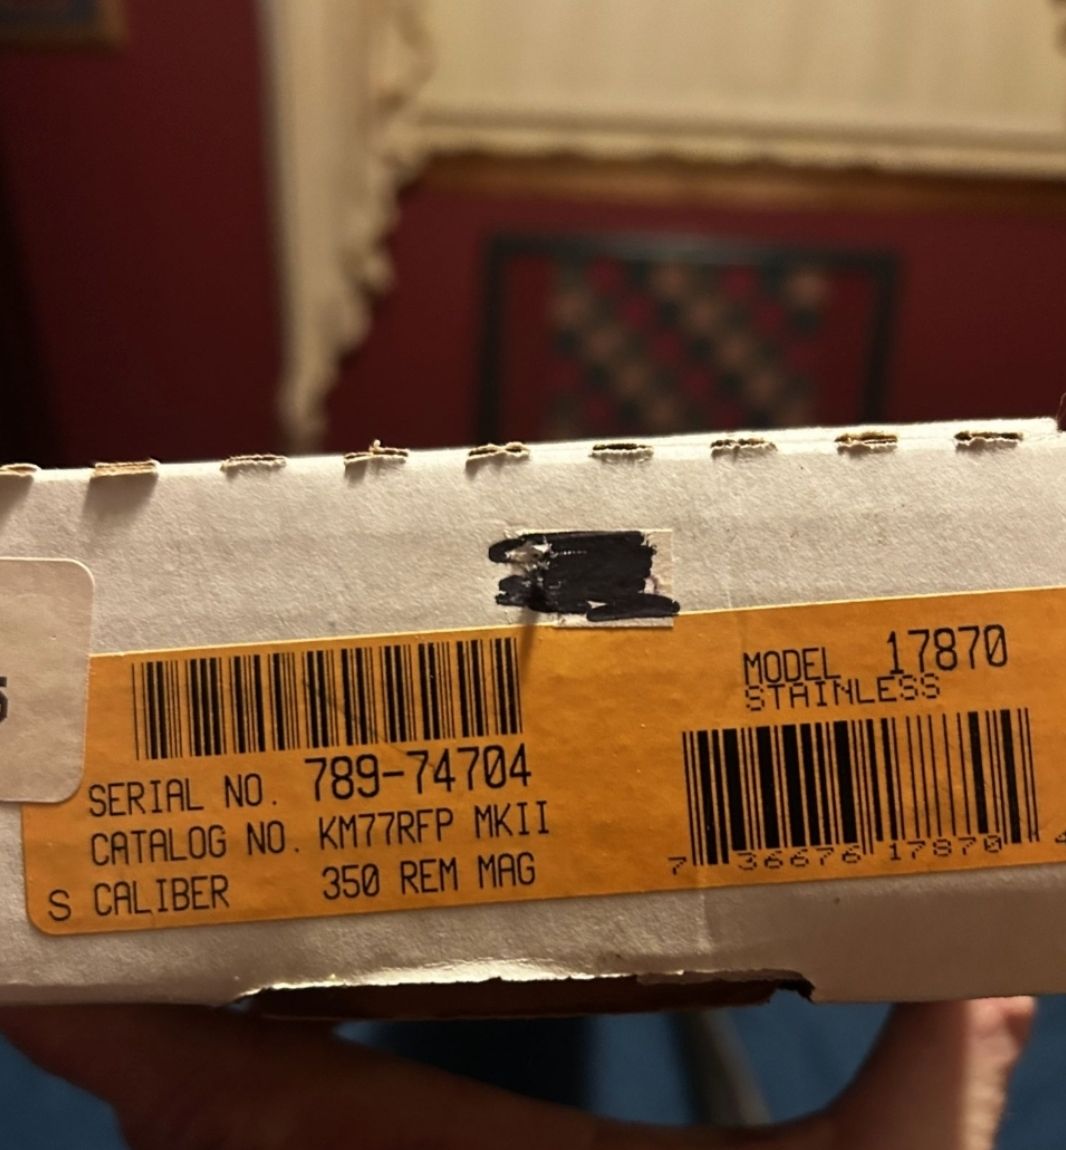 SERIAL NO. 789-74704
CATALOG NO. KM77RFP MKII
S CALIBER 350 REM MAG
MODEL 17870
STAINLESS
7 36676 17870